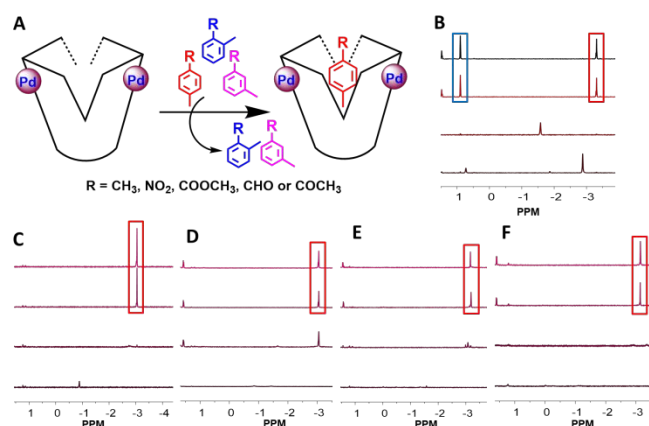 A
R
R
R
R
Pd
Pd
Pd
Pd
R
R
R = CH₃, NO₂, COOCH₃, CHO or COCH₃
B
1 0 -1 -2 -3
PPM
C
1 0 -1 -2 -3 -4
PPM
D
1 0 -1 -2 -3
PPM
E
1 0 -1 -2 -3
PPM
F
1 0 -1 -2 -3
PPM